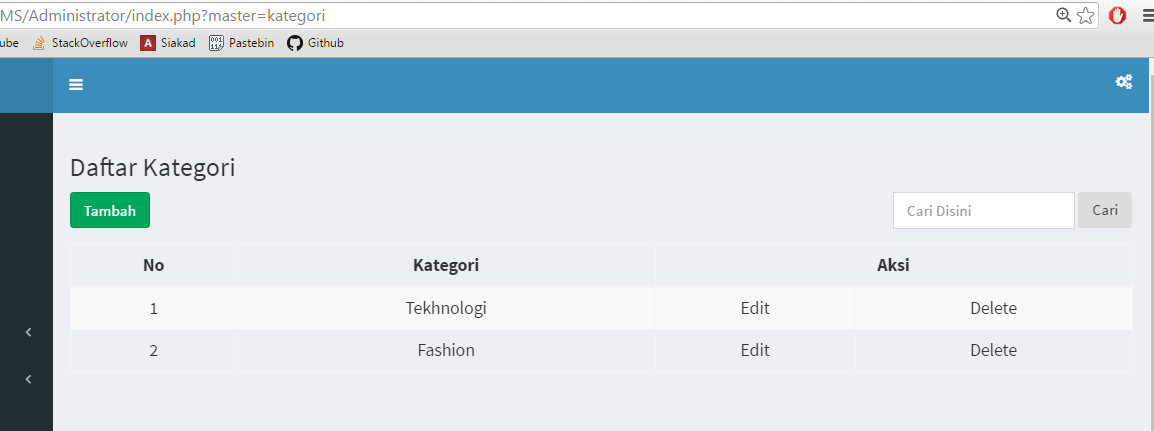 MS/Administrator/index.php?master=kategori
ube StackOverflow A Siakad Pastebin Github
Daftar Kategori
Tambah Cari Disini Cari
No Kategori Aksi
1 Tekhnologi Edit Delete
2 Fashion Edit Delete